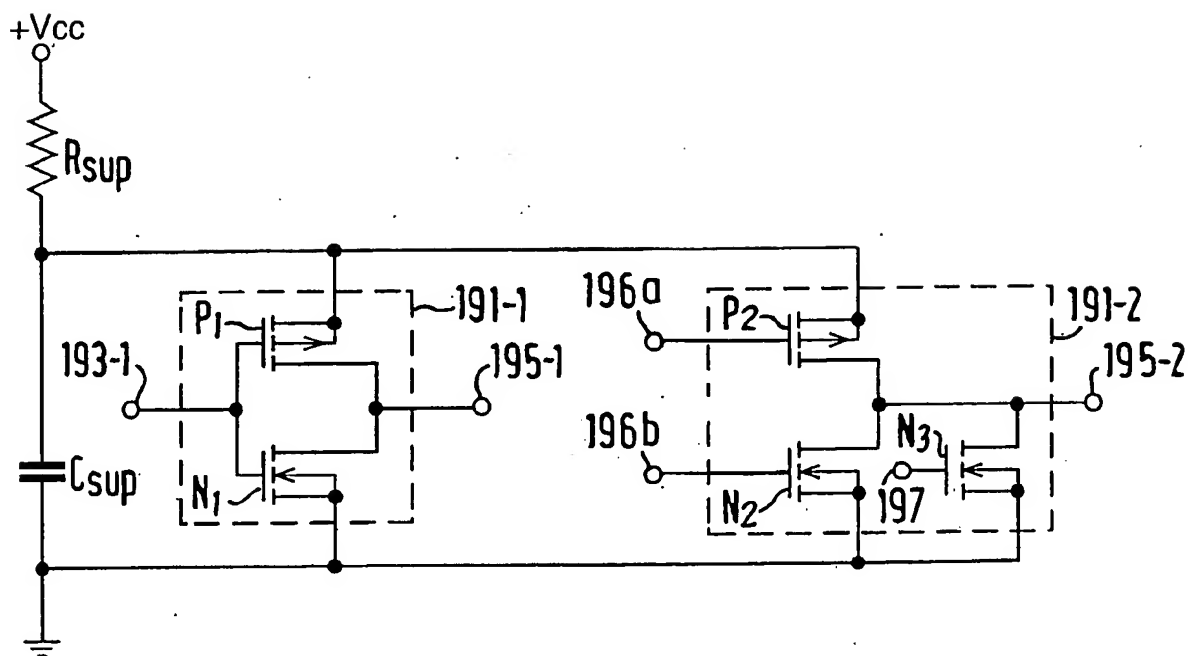 +Vcc
Rsup
Csup
P1
191-1
193-1
195-1
N1
196a
P2
191-2
195-2
196b
N3
N2
197